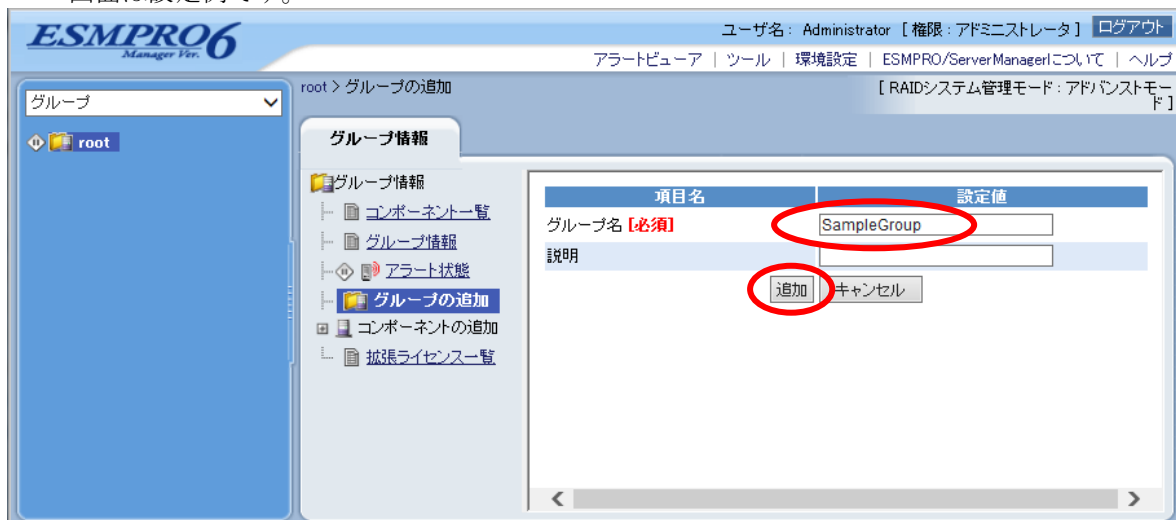 画面は設定例です。
ESMPRO6
Manager Ver.
ユーザ名： Administrator [ 権限：アドミニストレータ ] ログアウト
アラートビューア | ツール | 環境設定 | ESMPRO/ServerManagerについて | ヘルプ
グループ
root > グループの追加
[ RAIDシステム管理モード：アドバンストモード ]
root
グループ情報
グループ情報
コンポーネント一覧
グループ情報
アラート状態
グループの追加
コンポーネントの追加
拡張ライセンス一覧
項目名 設定値
グループ名 [必須] SampleGroup
説明
追加 キャンセル